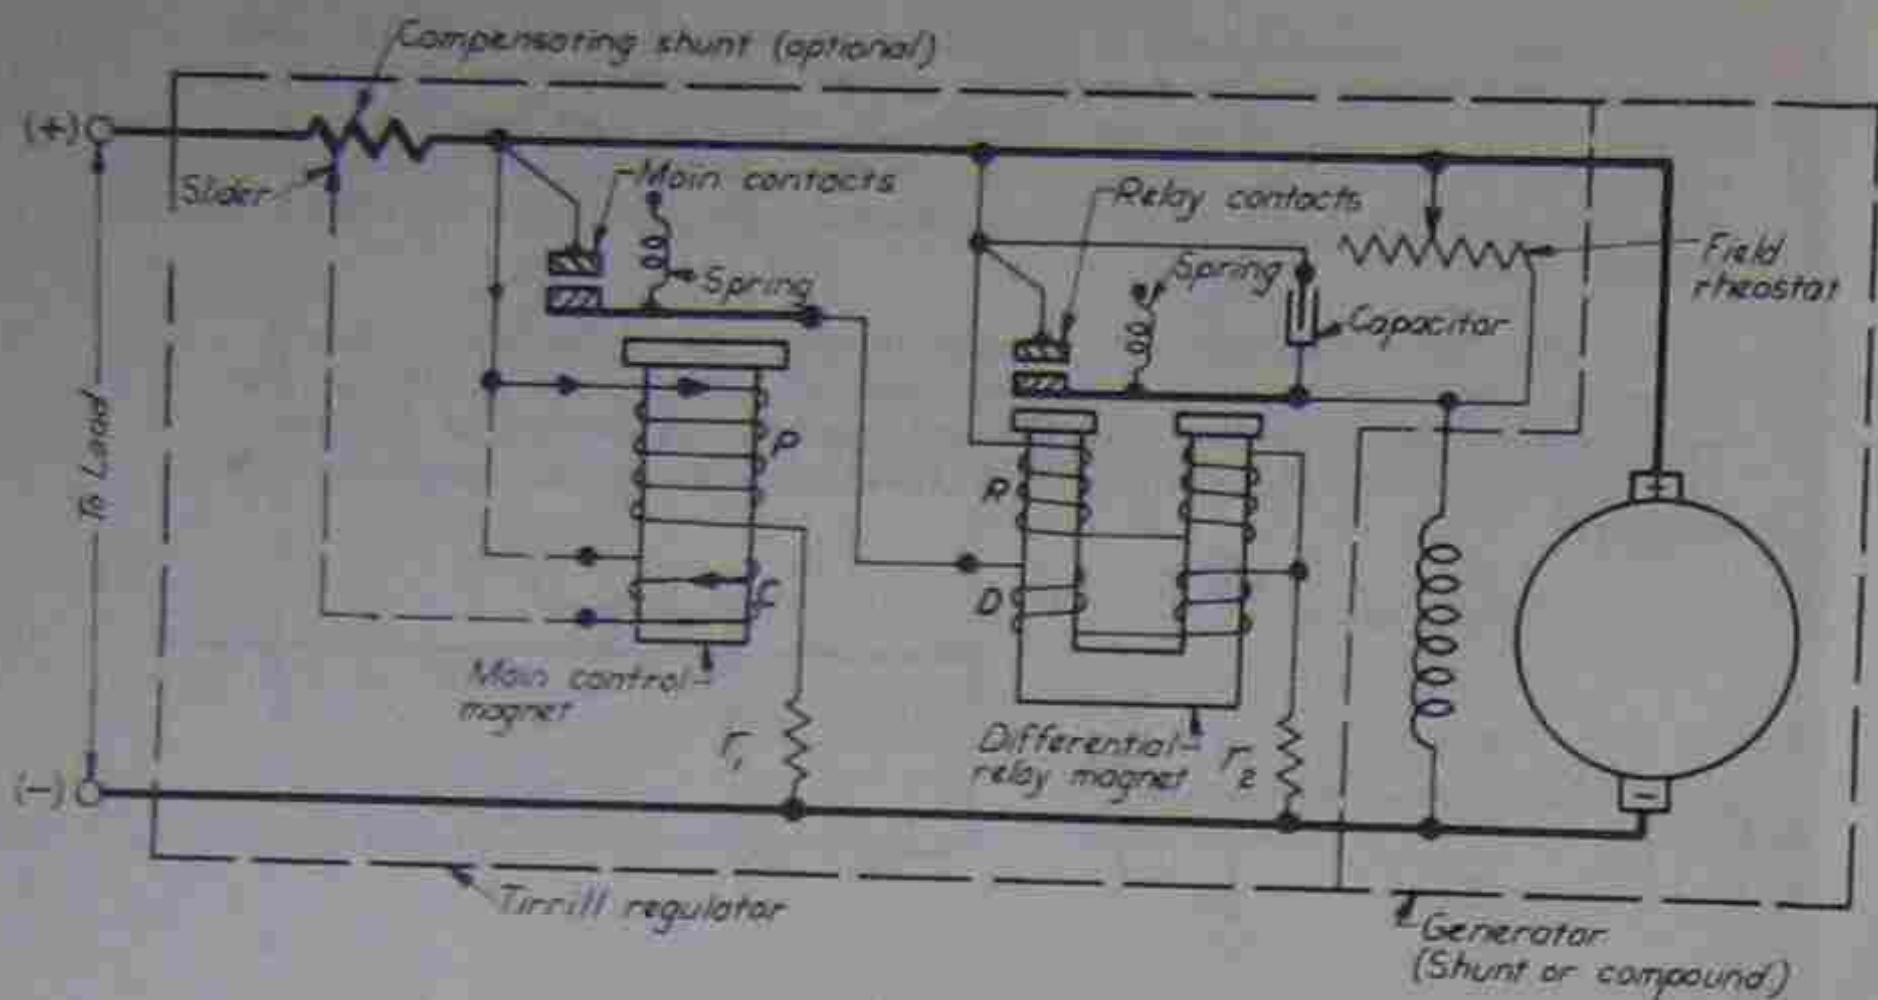 Compensating shunt (optional)
(+)
Slider
Main contacts
Relay contacts
Spring
Spring
Field
rheostat
Capacitor
To Load
P
R
D
C
+
Main control
magnet
r1
Differential-
relay magnet
r2
(-)
-
Tirrill regulator
Generator
(Shunt or compound)